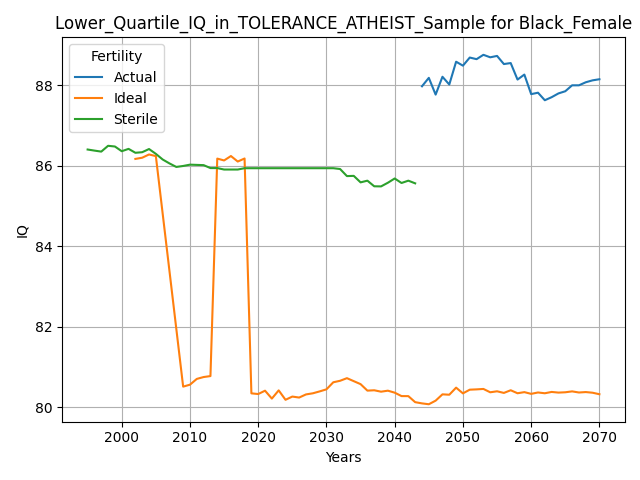 Lower_Quartile_IQ_in_TOLERANCE_ATHEIST_Sample for Black_Female
Fertility
Actual
Ideal
Sterile
88
86
84
82
80
IQ
2000 2010 2020 2030 2040 2050 2060 2070
Years